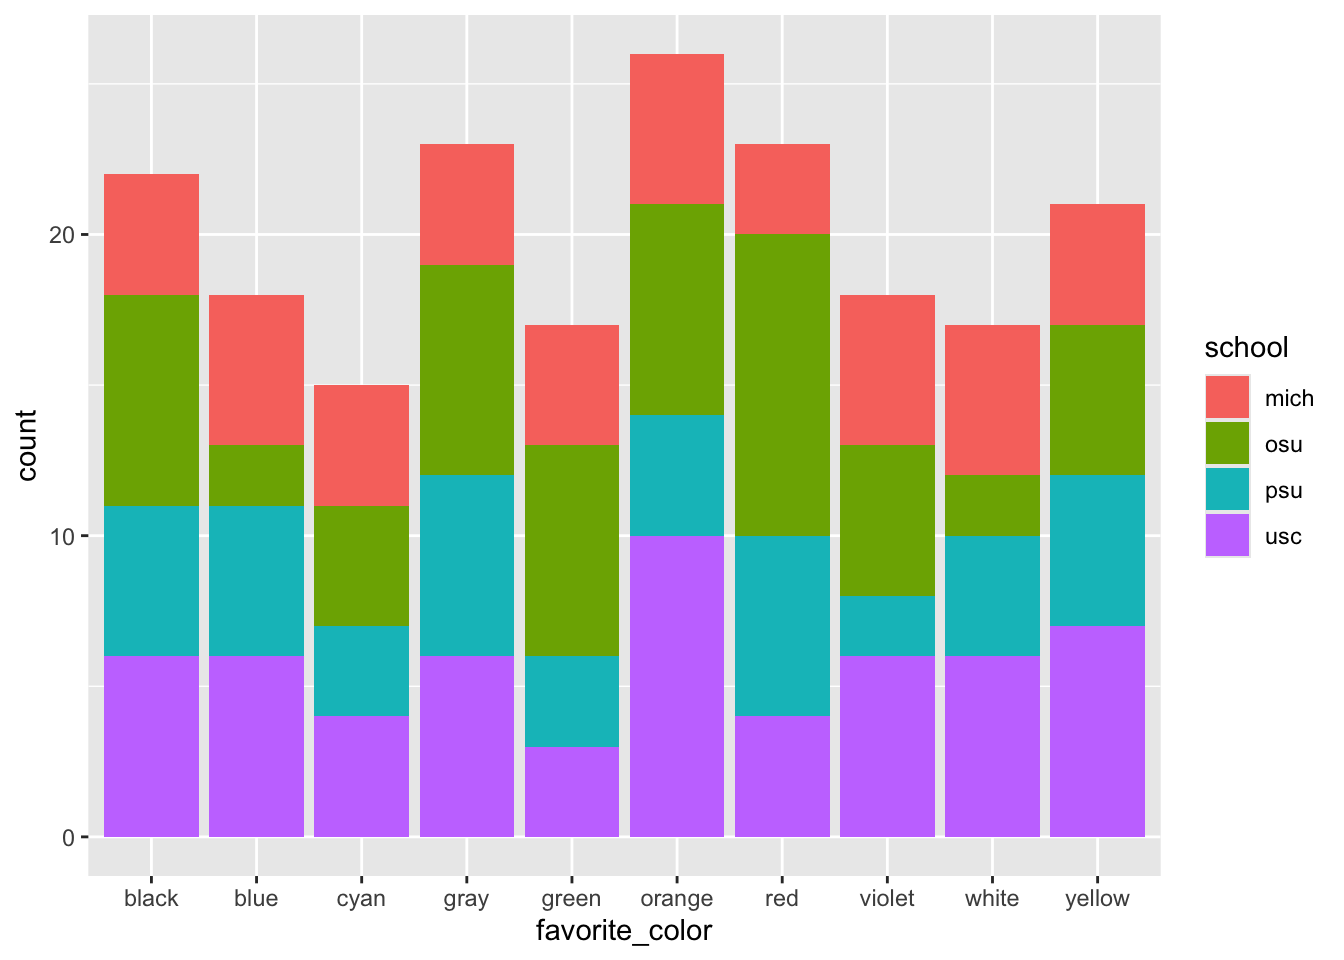 count
20
10
0
black blue cyan gray green orange red violet white yellow
favorite_color
school
mich
osu
psu
usc